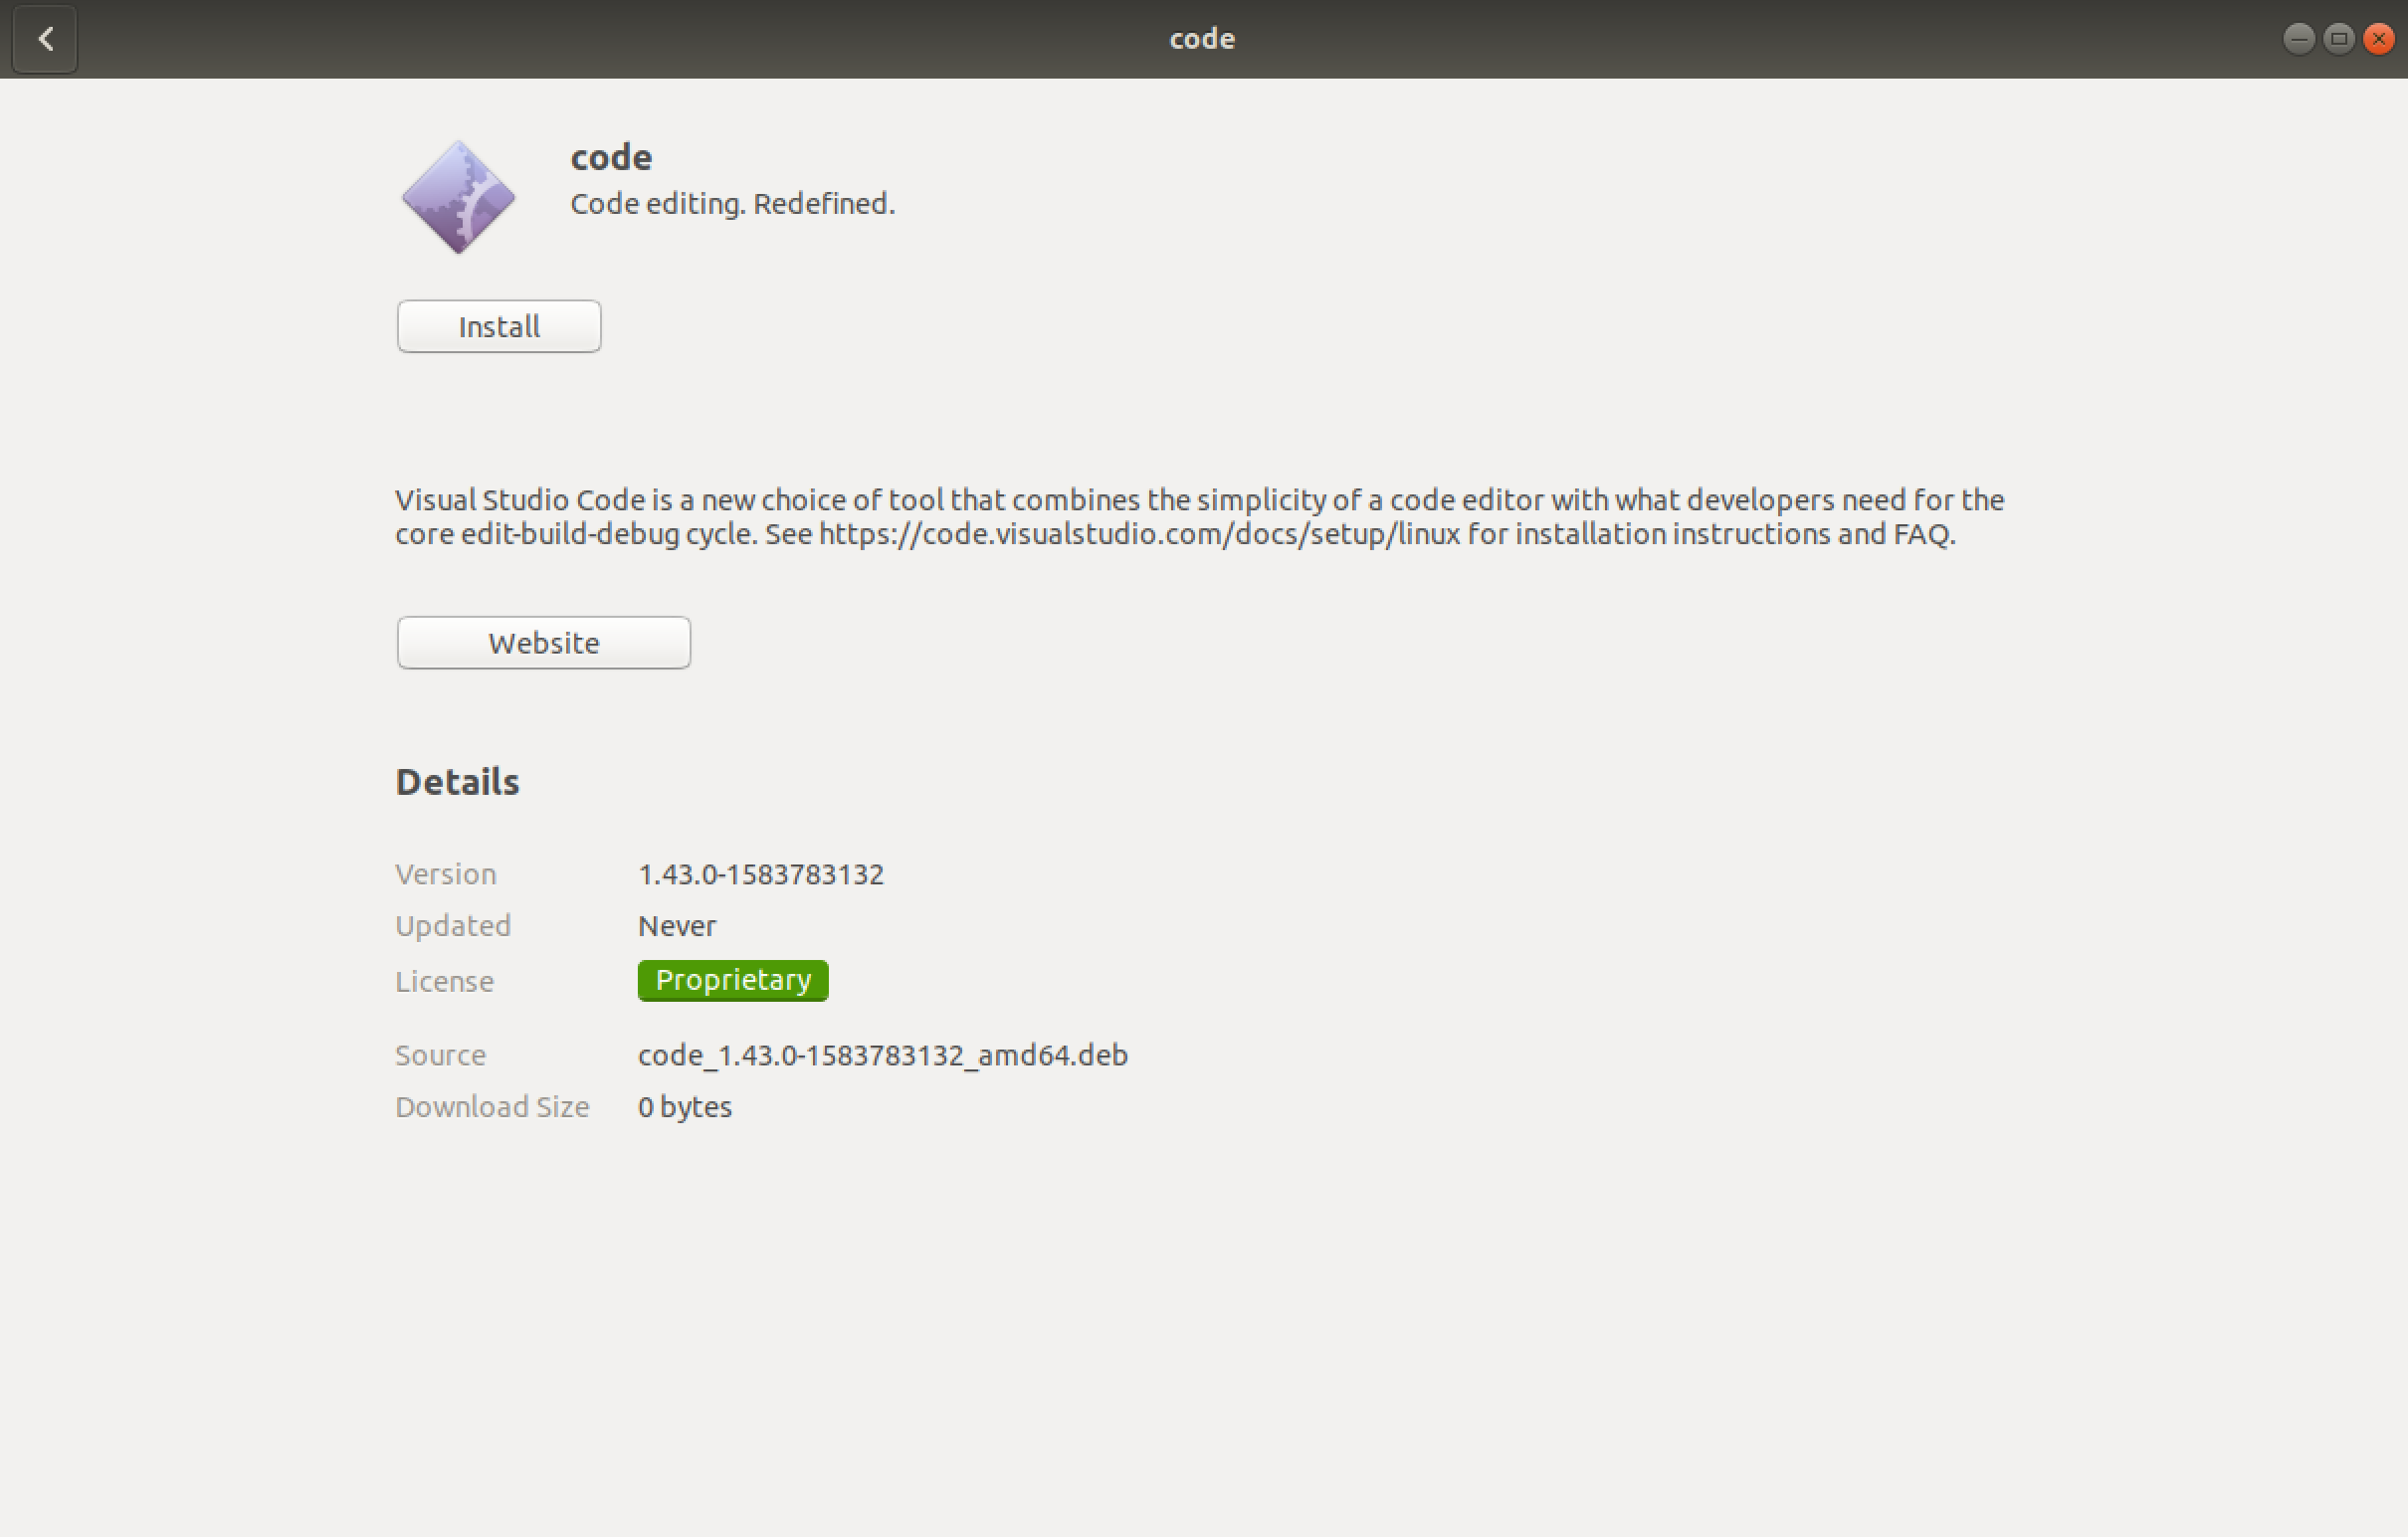 code
code
Code editing. Redefined.
Install
Visual Studio Code is a new choice of tool that combines the simplicity of a code editor with what developers need for the
core edit-build-debug cycle. See https://code.visualstudio.com/docs/setup/linux for installation instructions and FAQ.
Website
Details
Version 1.43.0-1583783132
Updated Never
License Proprietary
Source code_1.43.0-1583783132_amd64.deb
Download Size 0 bytes